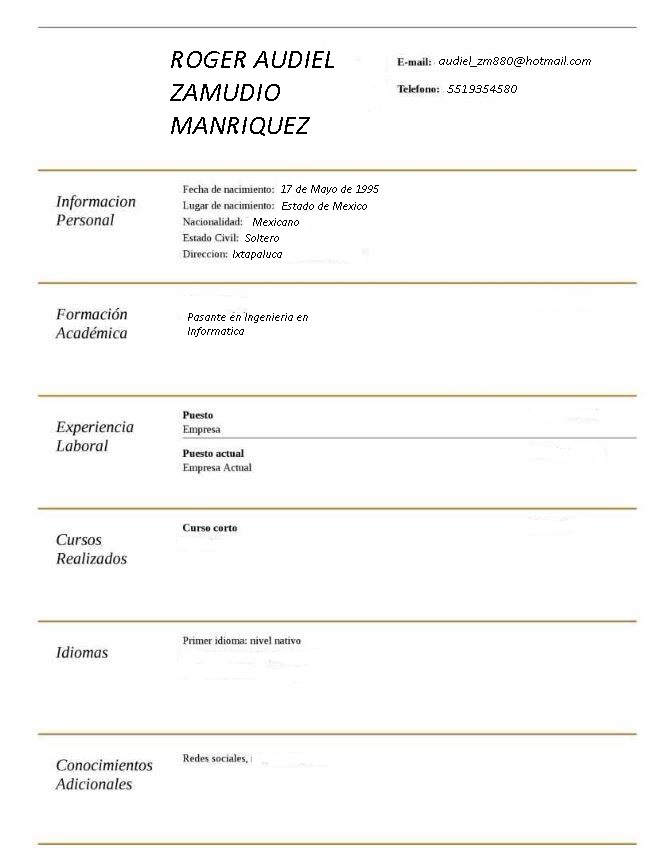 ROGER AUDIEL
ZAMUDIO
MANRIQUEZ
E-mail: audiel_zm880@hotmail.com
Telefono: 5519354580
Informacion
Personal
Fecha de nacimiento: 17 de Mayo de 1995
Lugar de nacimiento: Estado de Mexico
Nacionalidad: Mexicano
Estado Civil: Soltero
Direccion: Ixtapaluca
Formación
Académica
Pasante en Ingenieria en
Informatica
Experiencia
Laboral
Puesto
Empresa
Puesto actual
Empresa Actual
Cursos
Realizados
Curso corto
Idiomas
Primer idioma: nivel nativo
Conocimientos
Adicionales
Redes sociales,